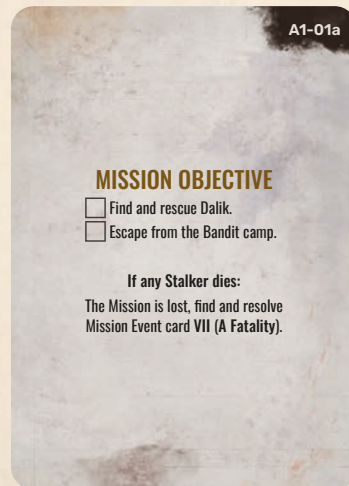 A1-01a
MISSION OBJECTIVE
Find and rescue Dalik.
Escape from the Bandit camp.
If any Stalker dies:
The Mission is lost, find and resolve
Mission Event card VII (A Fatality).